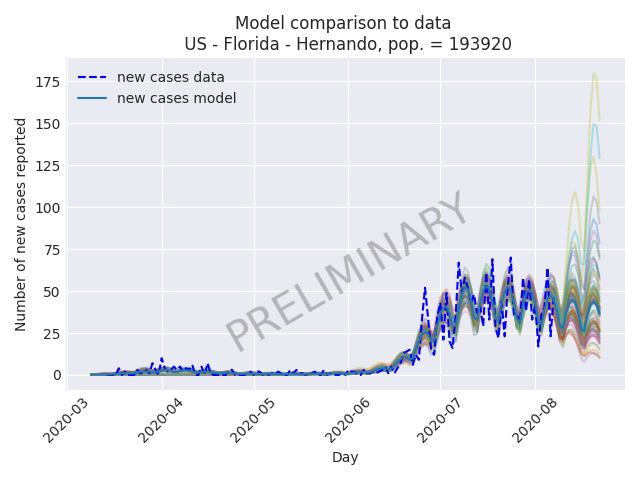 Model comparison to data
US - Florida - Hernando, pop. = 193920
new cases data
new cases model
Number of new cases reported
175
150
125
100
75
50
25
0
PRELIMINARY
2020-03
2020-04
2020-05
2020-06
2020-07
2020-08
Day